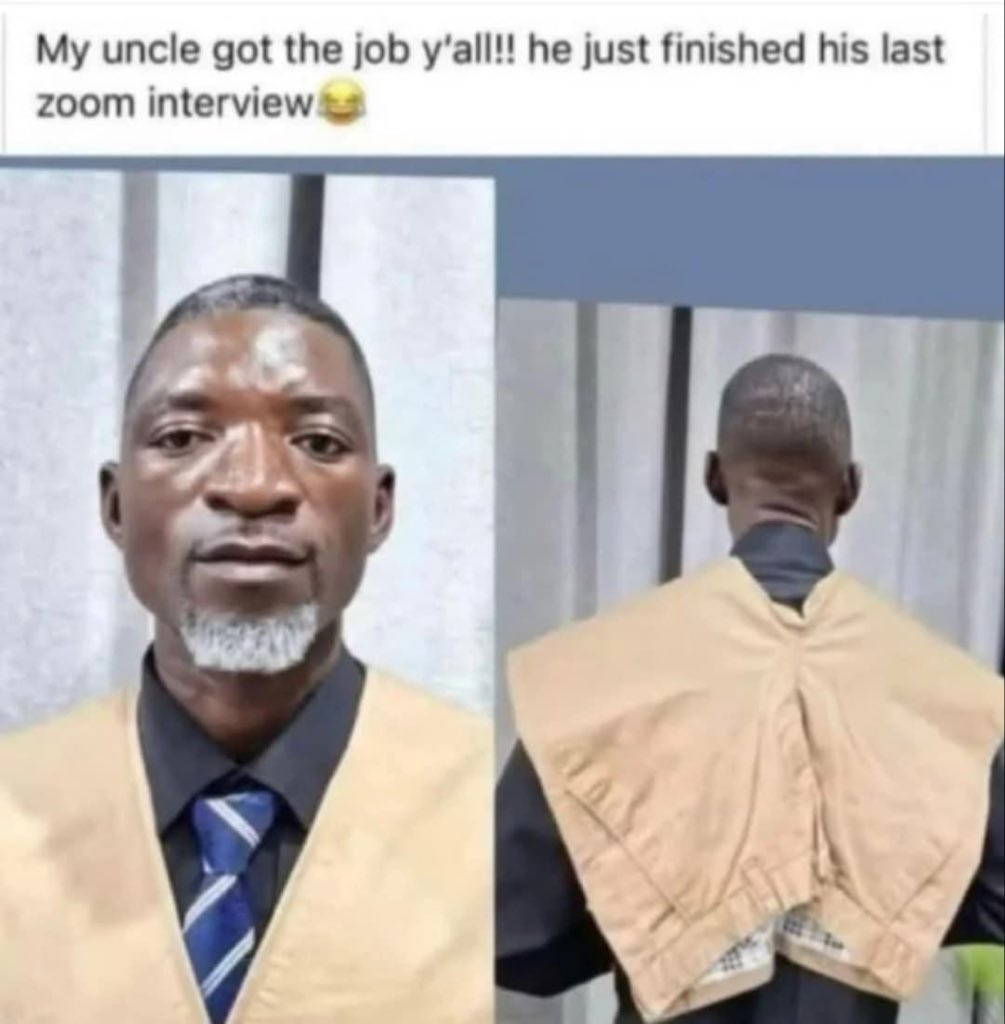 My uncle got the job y'all!! he just finished his last
zoom interview😂